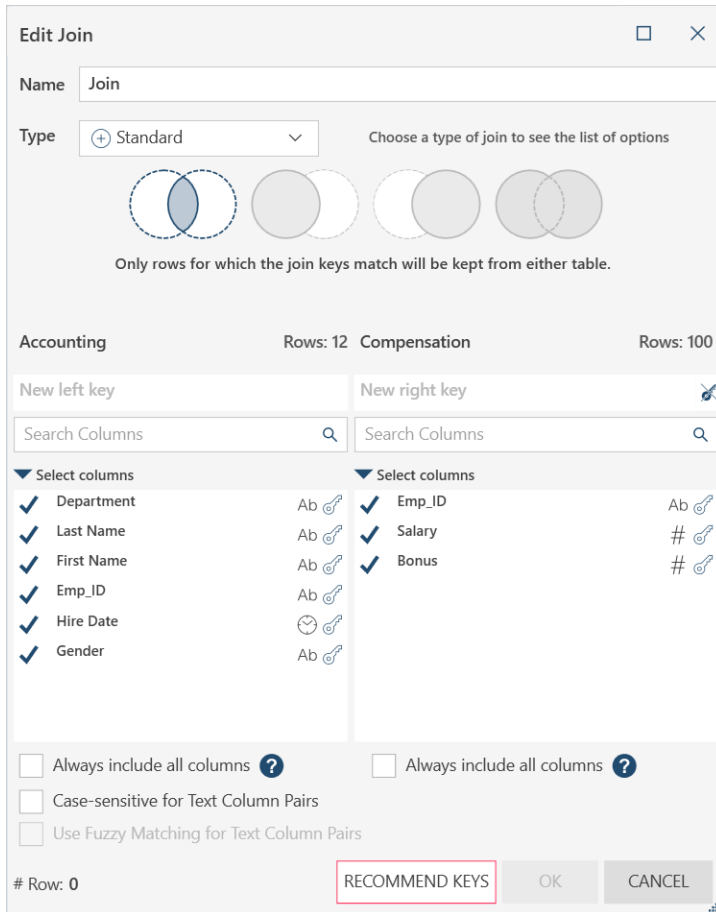 Edit Join
Name Join
Type Standard Choose a type of join to see the list of options
Only rows for which the join keys match will be kept from either table.
Accounting Rows: 12 Compensation Rows: 100
New left key New right key
Search Columns Search Columns
Select columns Select columns
Department Ab Emp_ID Ab
Last Name Ab Salary #
First Name Ab Bonus #
Emp_ID Ab
Hire Date
Gender Ab
Always include all columns ? Always include all columns ?
Case-sensitive for Text Column Pairs
Use Fuzzy Matching for Text Column Pairs
# Row: 0 RECOMMEND KEYS OK CANCEL